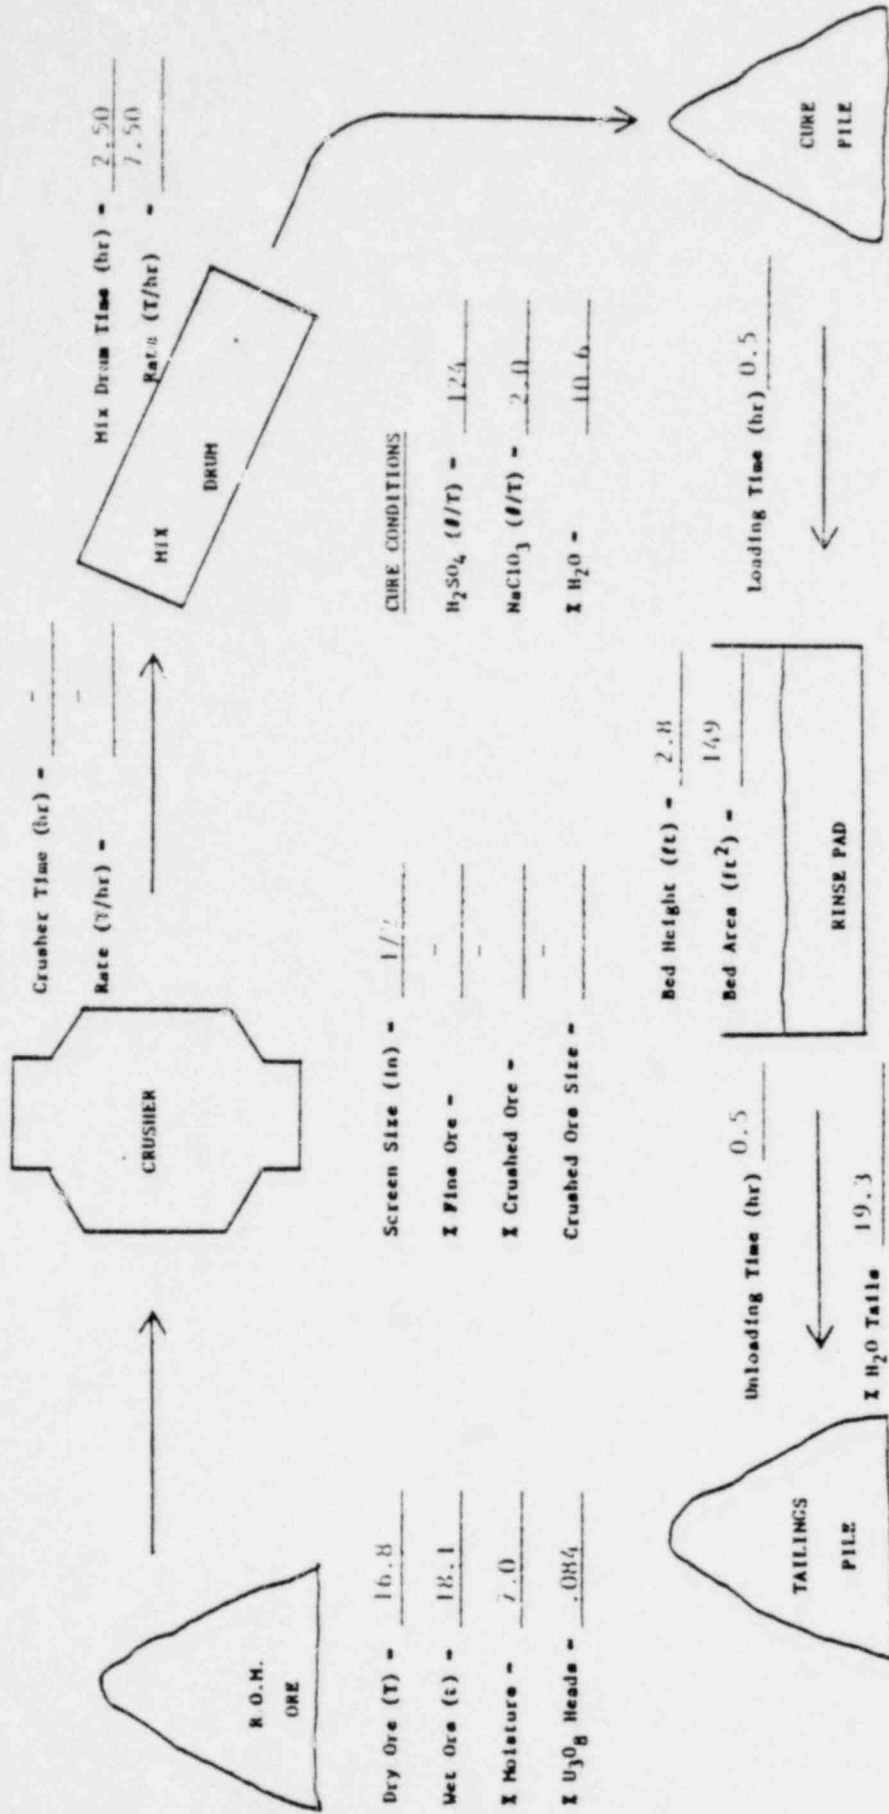 R.O.M.
ORE
CRUSHER
Crusher Time (hr) = -
Rate (T/hr) = -
MIX
DRUM
Mix Drum Time (hr) = 2.50
Rate (T/hr) = 7.50
Dry Ore (T) = 16.8
Wet Ore (t) = 18.1
% Moisture = 7.0
% U3O8 Heads = .084
Screen Size (in) =
% Fine Ore = -
% Crushed Ore = -
Crushed Ore Size = -
CURE CONDITIONS
H2SO4 (#/T) = 124
NaClO3 (#/T) = 2.0
% H2O = 10.6
TAILINGS
PILE
Unloading Time (hr) 0.5
% H2O Tails 19.3
Bed Height (ft) = 2.8
Bed Area (ft²) = 149
RINSE PAD
Loading Time (hr) 0.5
CURE
PILE